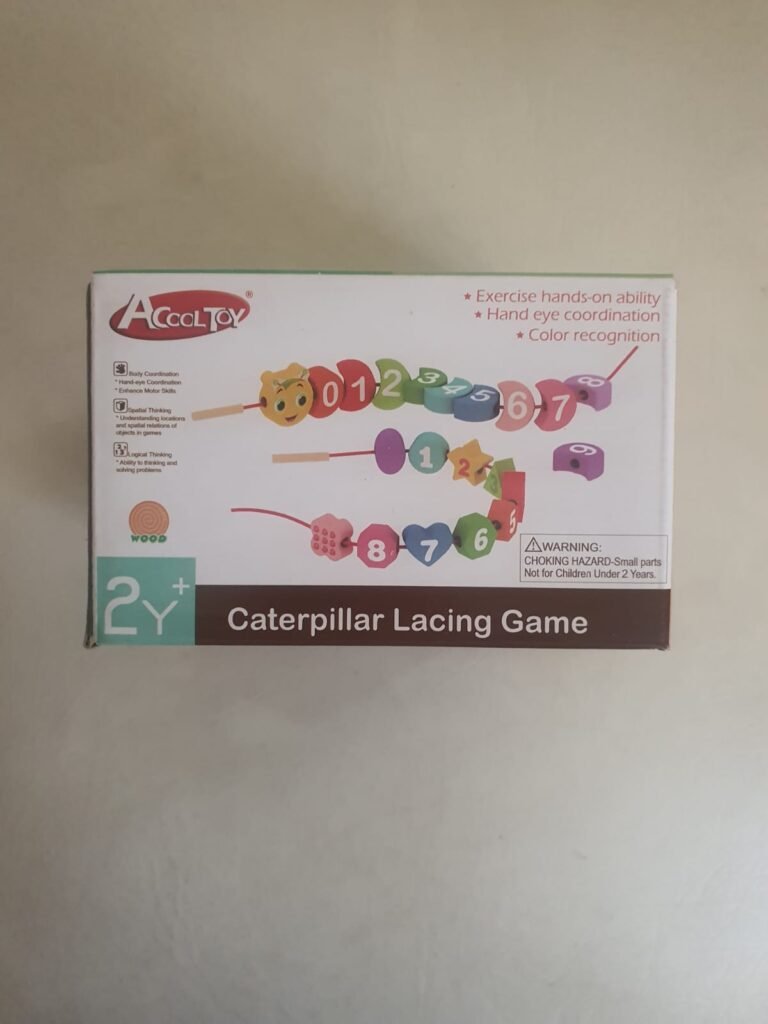 ACOOLTOY®
★ Exercise hands-on ability
★ Hand eye coordination
★ Color recognition
Body Coordination
* Hand-eye Coordination
* Enhance Motor Skills
Spatial Thinking
* Understanding locations
and spatial relations of
objects in games
Logical Thinking
* Ability to thinking and
solving problems
0 1 2 3 4 5 6 7 8
9
1 2
5
8 7 6
WOOD
⚠WARNING:
CHOKING HAZARD-Small parts
Not for Children Under 2 Years.
2Y+
Caterpillar Lacing Game